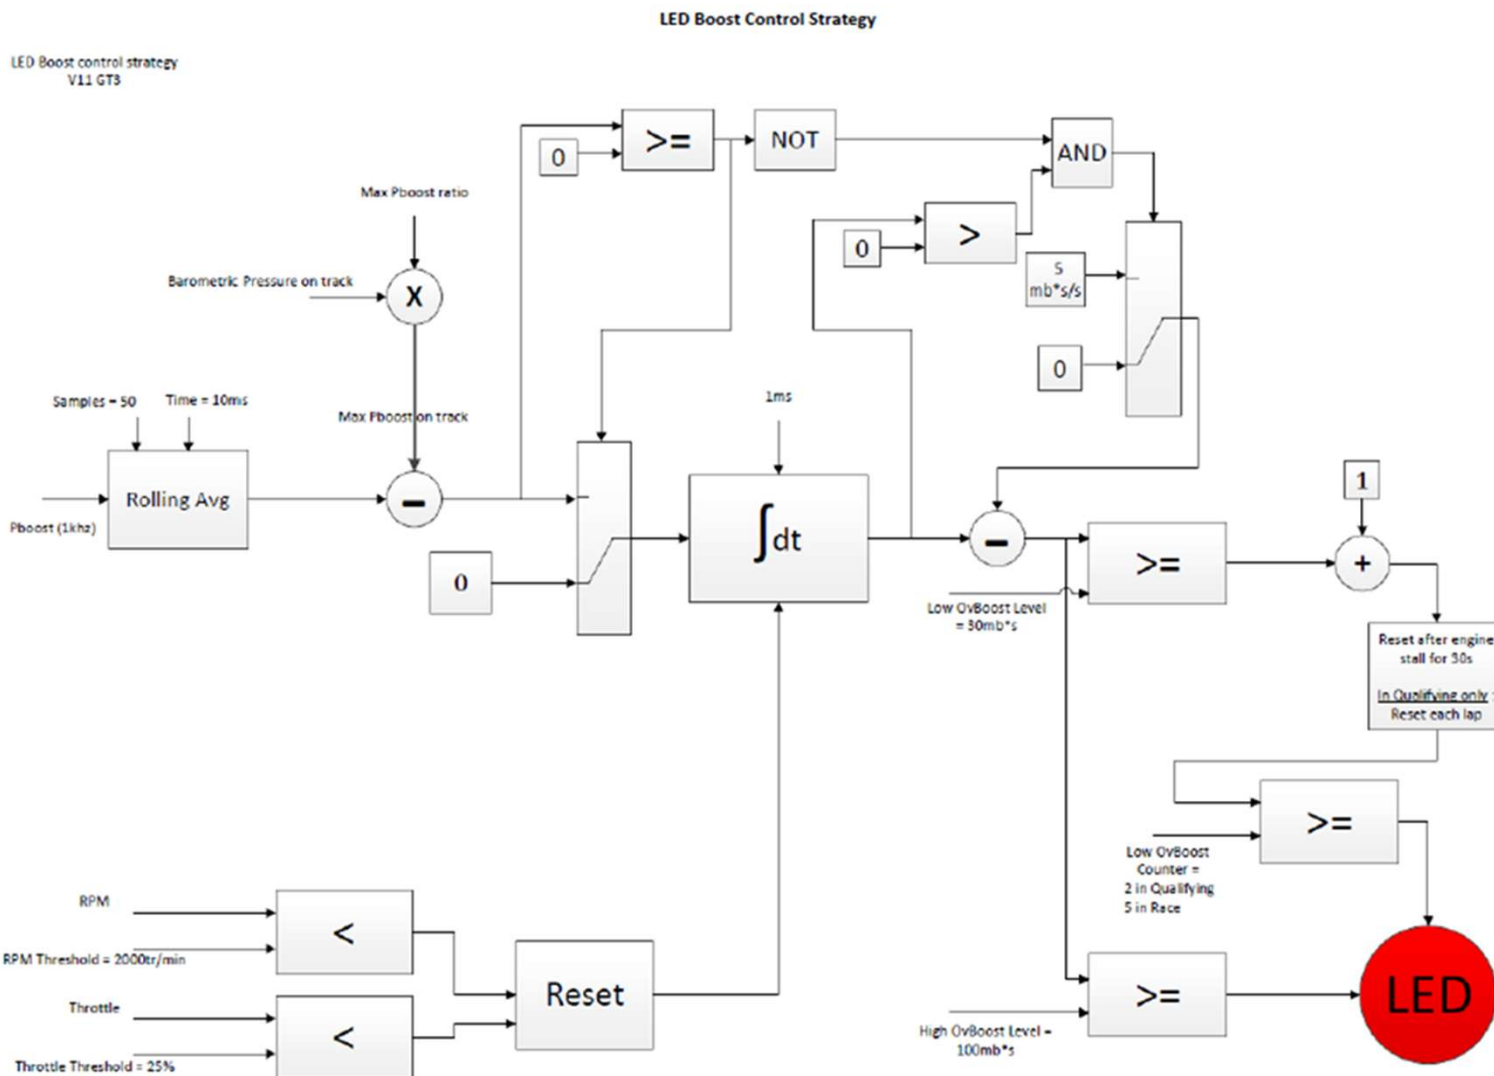 LED Boost Control Strategy
LED Boost control strategy
V11 GT3
>=
NOT
AND
0
Max Pboost ratio
>
0
5
mb*s/s
Barometric Pressure on track
X
0
Samples = 50
Time = 10ms
1ms
Max Pboost on track
Rolling Avg
-
Pboost (1khz)
∫dt
1
0
-
>=
+
Low OvBoost Level
= 30mb*s
Reset after engine
stall for 30s
In Qualifying only :
Reset each lap
>=
Low OvBoost
Counter =
2 in Qualifying
5 in Race
RPM
<
RPM Threshold = 2000tr/min
Reset
Throttle
<
Throttle Threshold = 25%
>=
LED
High OvBoost Level =
100mb*s